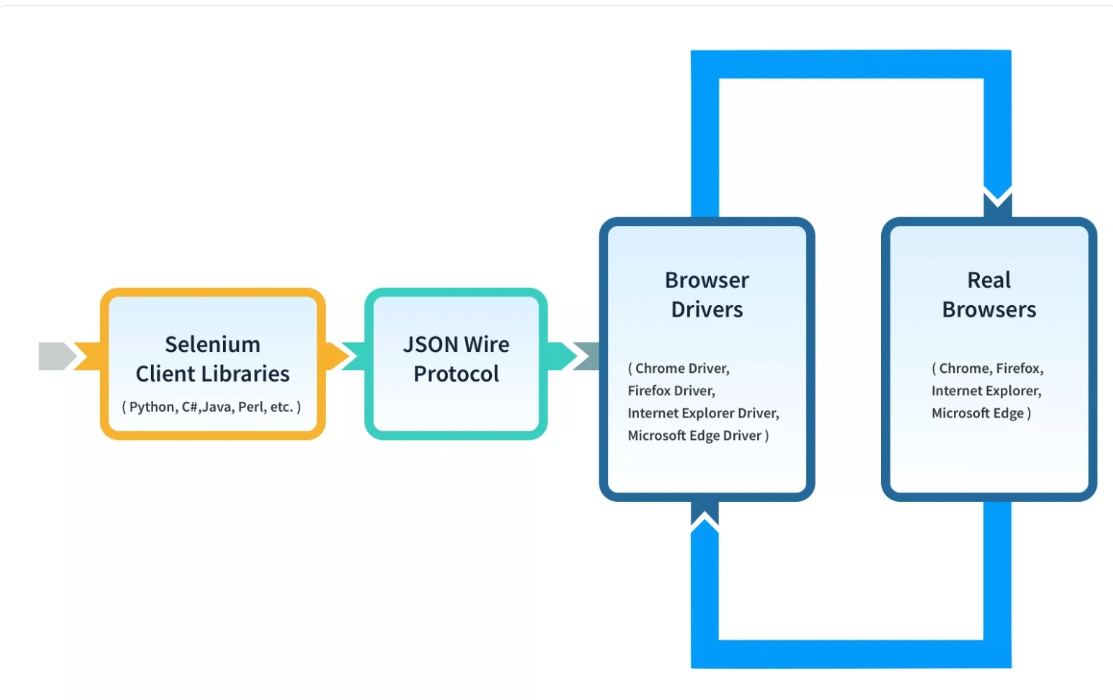 Selenium
Client Libraries
( Python, C#,Java, Perl, etc. )
JSON Wire
Protocol
Browser
Drivers
( Chrome Driver,
Firefox Driver,
Internet Explorer Driver,
Microsoft Edge Driver )
Real
Browsers
( Chrome, Firefox,
Internet Explorer,
Microsoft Edge )